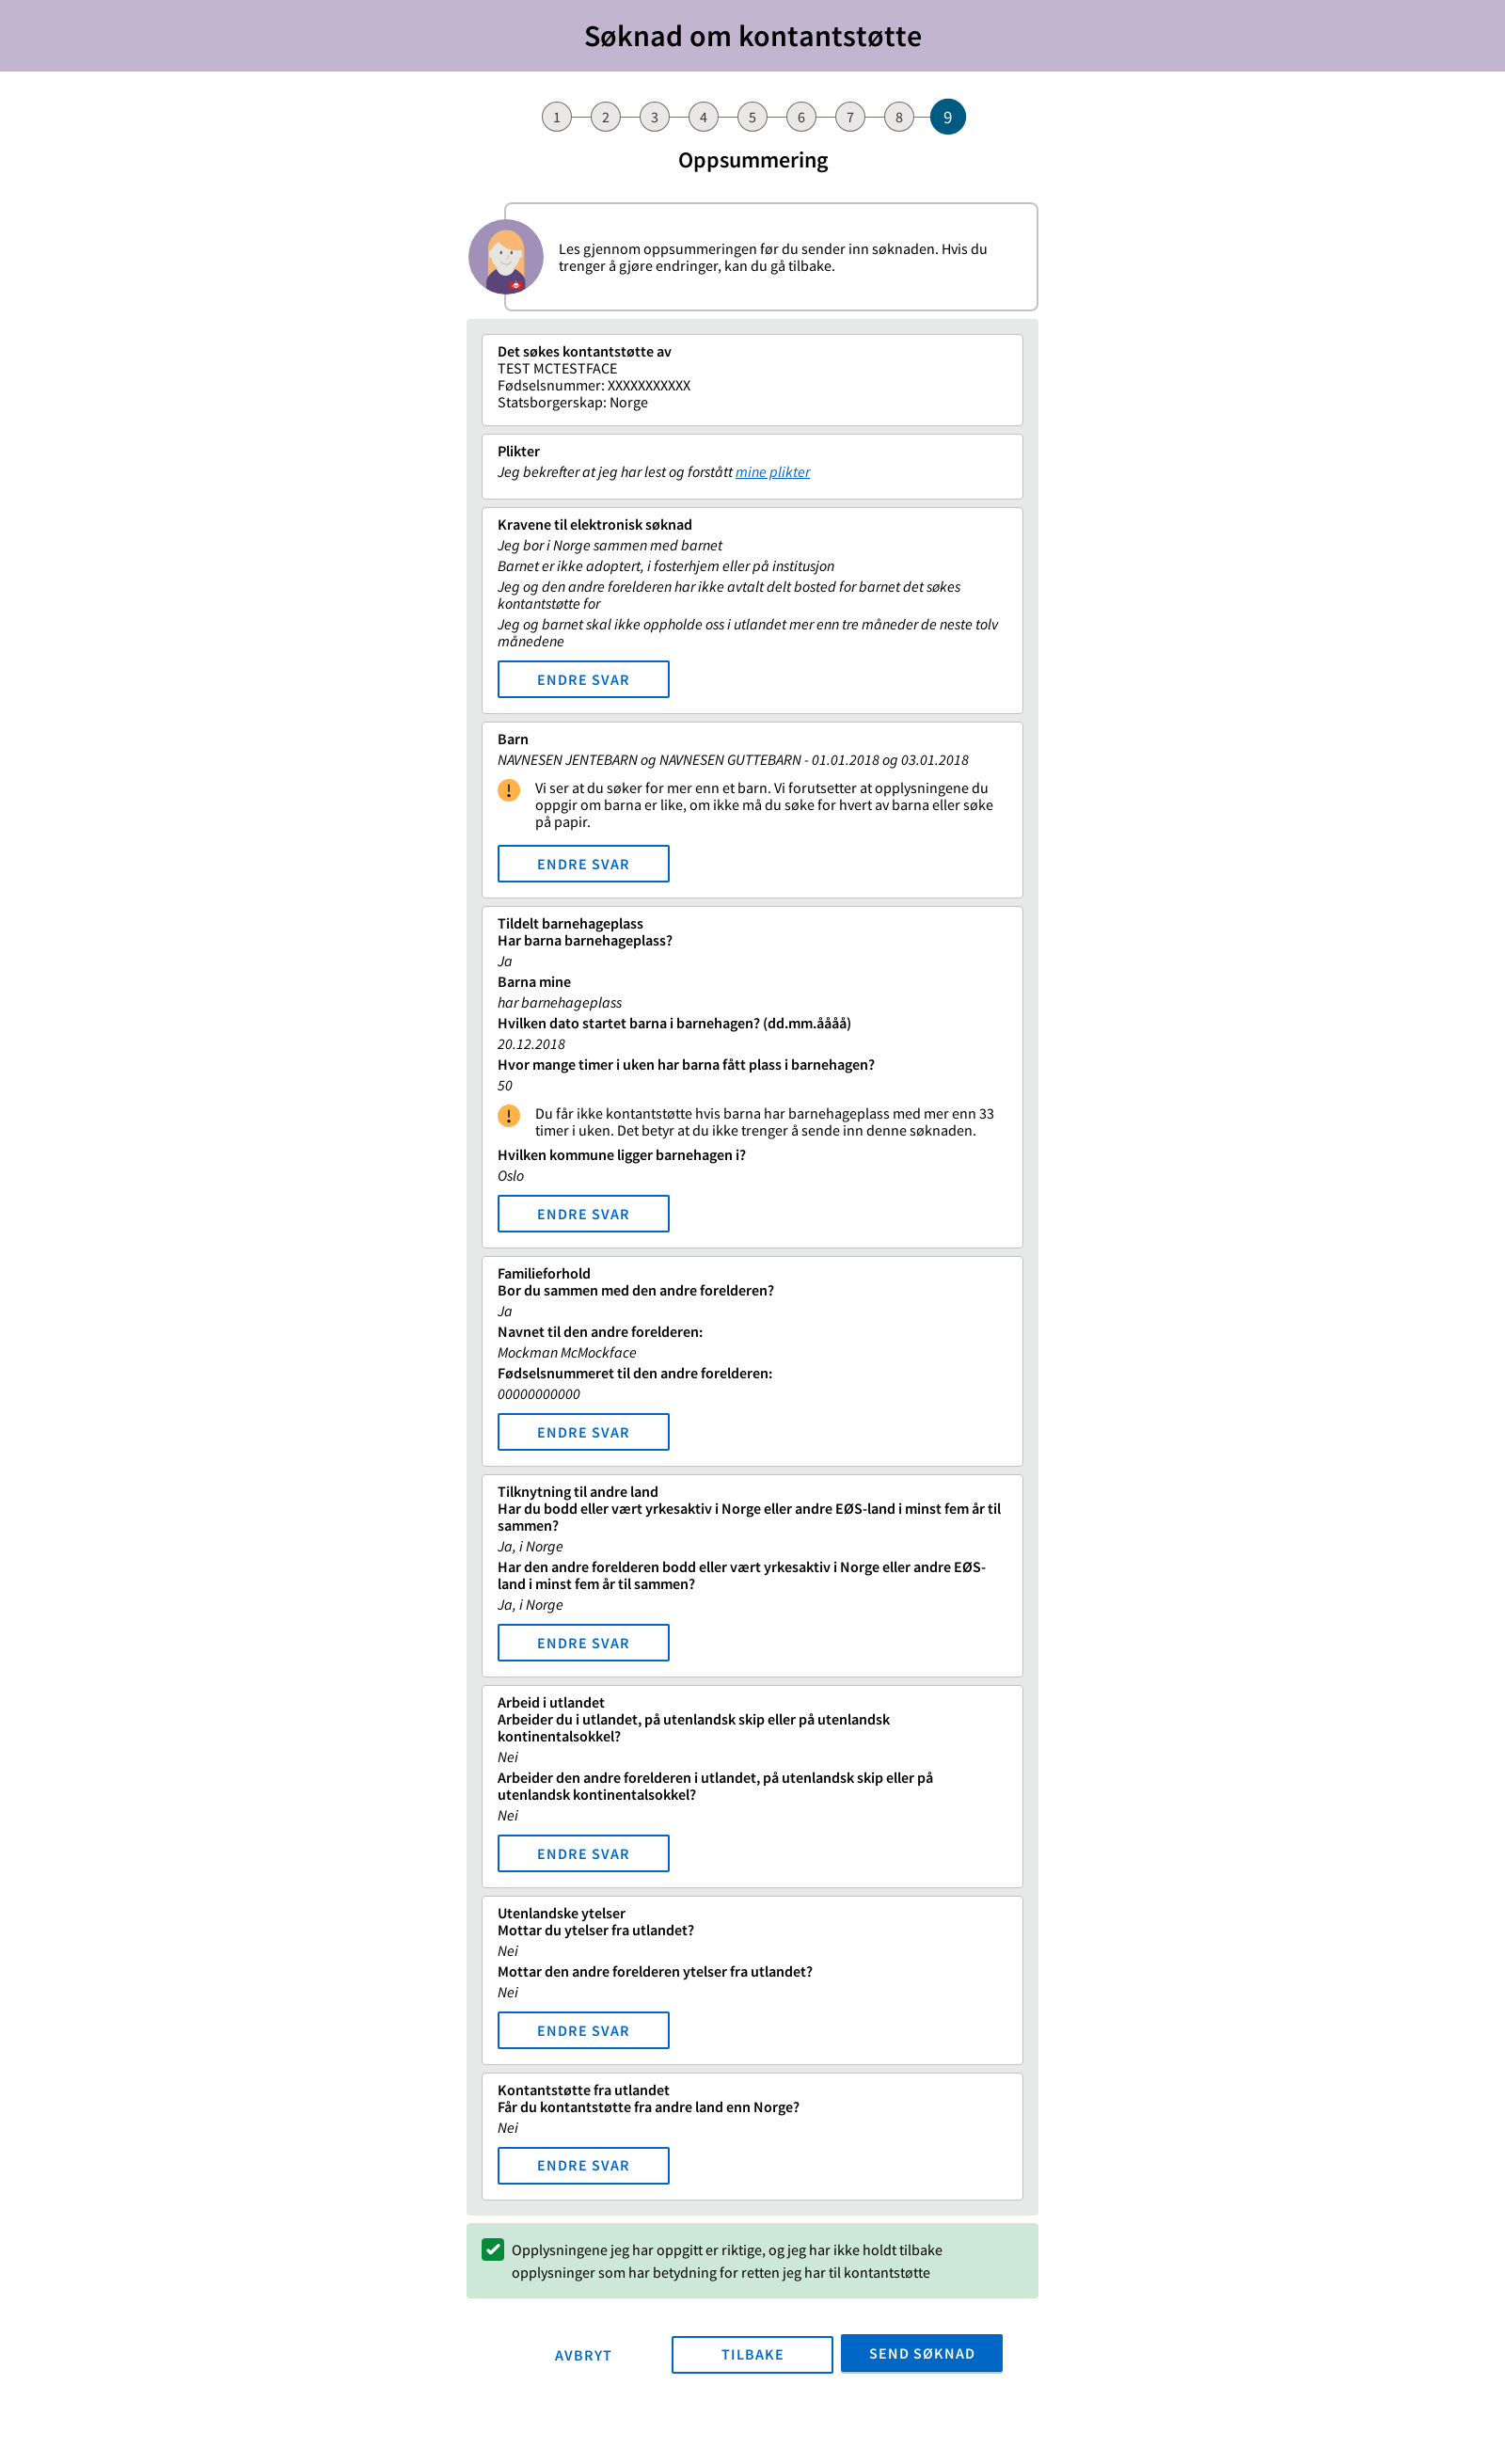 Søknad om kontantstøtte
1 2 3 4 5 6 7 8 9
Oppsummering
Les gjennom oppsummeringen før du sender inn søknaden. Hvis du
trenger å gjøre endringer, kan du gå tilbake.
Det søkes kontantstøtte av
TEST MCTESTFACE
Fødselsnummer: XXXXXXXXXXX
Statsborgerskap: Norge
Plikter
Jeg bekrefter at jeg har lest og forstått mine plikter
Kravene til elektronisk søknad
Jeg bor i Norge sammen med barnet
Barnet er ikke adoptert, i fosterhjem eller på institusjon
Jeg og den andre forelderen har ikke avtalt delt bosted for barnet det søkes
kontantstøtte for
Jeg og barnet skal ikke oppholde oss i utlandet mer enn tre måneder de neste tolv
månedene
ENDRE SVAR
Barn
NAVNESEN JENTEBARN og NAVNESEN GUTTEBARN - 01.01.2018 og 03.01.2018
Vi ser at du søker for mer enn et barn. Vi forutsetter at opplysningene du
oppgir om barna er like, om ikke må du søke for hvert av barna eller søke
på papir.
ENDRE SVAR
Tildelt barnehageplass
Har barna barnehageplass?
Ja
Barna mine
har barnehageplass
Hvilken dato startet barna i barnehagen? (dd.mm.åååå)
20.12.2018
Hvor mange timer i uken har barna fått plass i barnehagen?
50
Du får ikke kontantstøtte hvis barna har barnehageplass med mer enn 33
timer i uken. Det betyr at du ikke trenger å sende inn denne søknaden.
Hvilken kommune ligger barnehagen i?
Oslo
ENDRE SVAR
Familieforhold
Bor du sammen med den andre forelderen?
Ja
Navnet til den andre forelderen:
Mockman McMockface
Fødselsnummeret til den andre forelderen:
00000000000
ENDRE SVAR
Tilknytning til andre land
Har du bodd eller vært yrkesaktiv i Norge eller andre EØS-land i minst fem år til
sammen?
Ja, i Norge
Har den andre forelderen bodd eller vært yrkesaktiv i Norge eller andre EØS-
land i minst fem år til sammen?
Ja, i Norge
ENDRE SVAR
Arbeid i utlandet
Arbeider du i utlandet, på utenlandsk skip eller på utenlandsk
kontinentalsokkel?
Nei
Arbeider den andre forelderen i utlandet, på utenlandsk skip eller på
utenlandsk kontinentalsokkel?
Nei
ENDRE SVAR
Utenlandske ytelser
Mottar du ytelser fra utlandet?
Nei
Mottar den andre forelderen ytelser fra utlandet?
Nei
ENDRE SVAR
Kontantstøtte fra utlandet
Får du kontantstøtte fra andre land enn Norge?
Nei
ENDRE SVAR
Opplysningene jeg har oppgitt er riktige, og jeg har ikke holdt tilbake
opplysninger som har betydning for retten jeg har til kontantstøtte
AVBRYT TILBAKE SEND SØKNAD